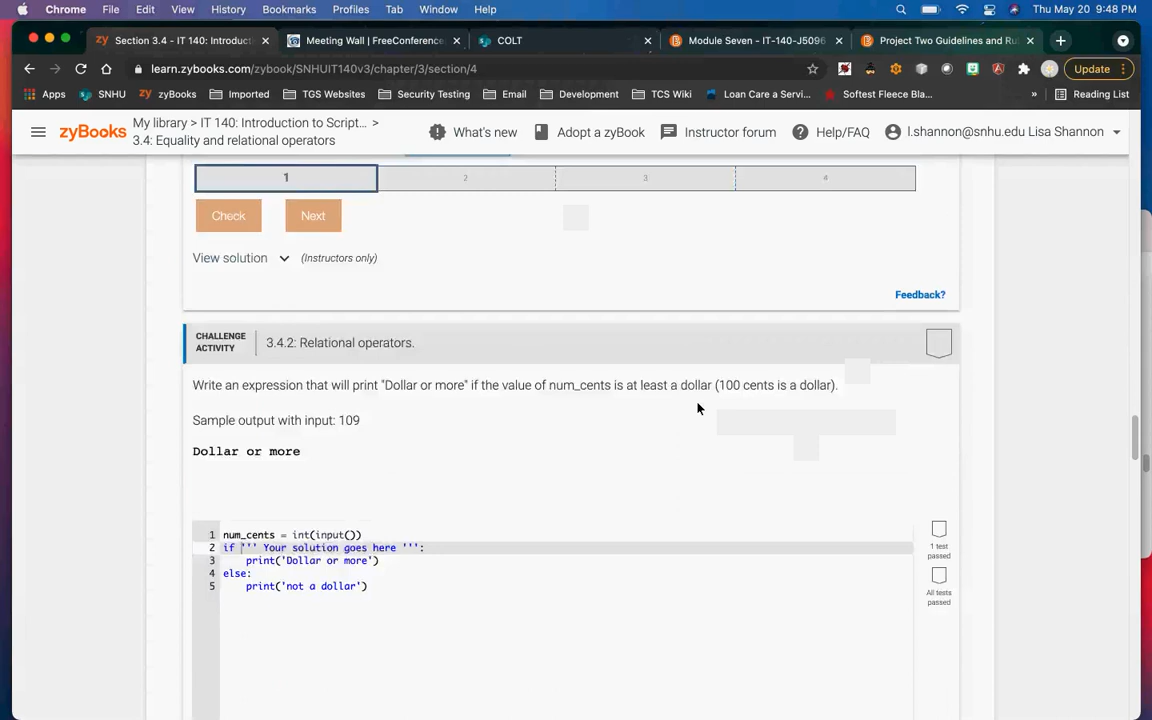 Chrome File Edit View History Bookmarks Profiles Tab Window Help Thu May 20 9:48 PM
Section 3.4 - IT 140: Introduct Meeting Wall | FreeConference COLT Module Seven - IT-140-J5096 Project Two Guidelines and Ru
learn.zybooks.com/zybook/SNHUIT140v3/chapter/3/section/4 Update
Apps SNHU zyBooks Imported TGS Websites Security Testing Email Development TCS Wiki Loan Care a Servi... Softest Fleece Bla... » Reading List
zyBooks My library > IT 140: Introduction to Script... >
3.4: Equality and relational operators
What's new Adopt a zyBook Instructor forum Help/FAQ l.shannon@snhu.edu Lisa Shannon
1 2 3 4
Check Next
View solution (Instructors only)
Feedback?
CHALLENGE ACTIVITY
3.4.2: Relational operators.
Write an expression that will print "Dollar or more" if the value of num_cents is at least a dollar (100 cents is a dollar).
Sample output with input: 109
Dollar or more
1 num_cents = int(input())
2 if ''' Your solution goes here ''':
3 print('Dollar or more')
4 else:
5 print('not a dollar')
1 test
passed
All tests
passed